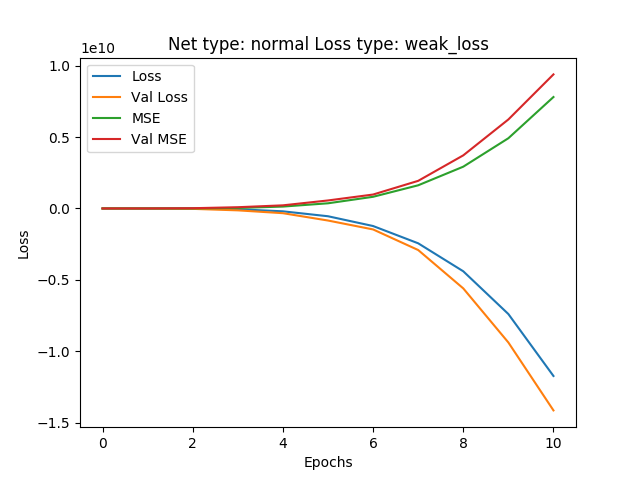 Net type: normal Loss type: weak_loss
1e10
Loss
Val Loss
MSE
Val MSE
1.0
0.5
0.0
−0.5
−1.0
−1.5
Loss
0 2 4 6 8 10
Epochs